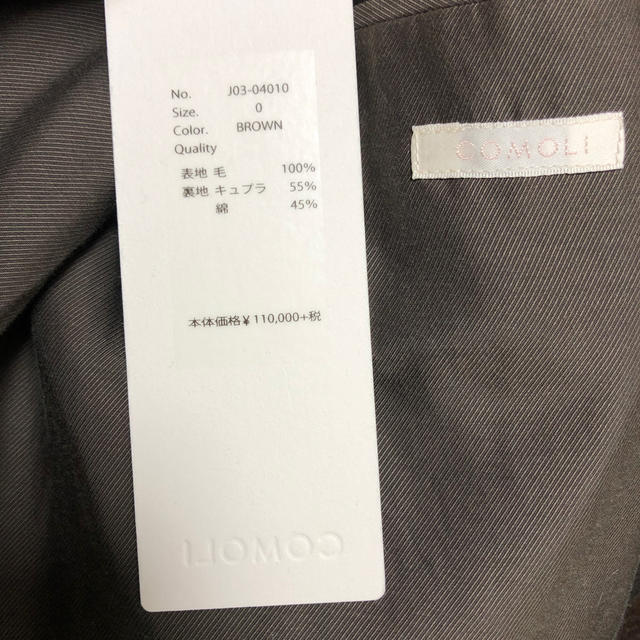 No. J03-04010
Size. 0
Color. BROWN
Quality
表地 毛 100%
裏地 キュプラ 55%
綿 45%
本体価格¥110,000+税
COMOLI
COMOLI